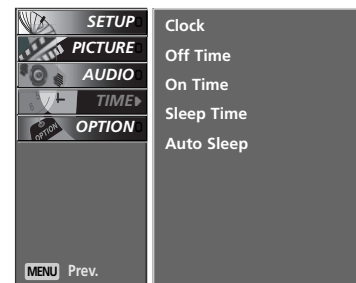 SETUP
PICTURE
AUDIO
TIME
OPTION
MENU Prev.
Clock
Off Time
On Time
Sleep Time
Auto Sleep